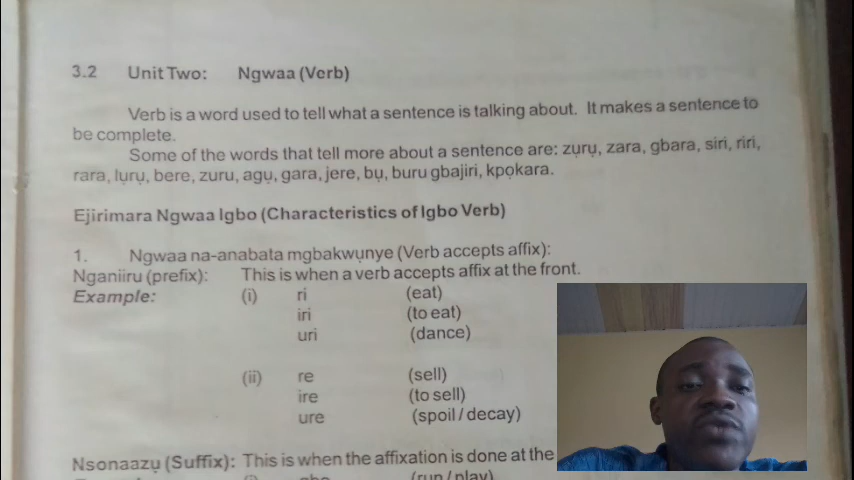 3.2 Unit Two: Ngwaa (Verb)
Verb is a word used to tell what a sentence is talking about. It makes a sentence to
be complete.
Some of the words that tell more about a sentence are: zụrụ, zara, gbara, siri, riri,
rara, lụrụ, bere, zuru, agụ, gara, jere, bụ, buru gbajiri, kpọkara.
Ejirimara Ngwaa Igbo (Characteristics of Igbo Verb)
1. Ngwaa na-anabata mgbakwụnye (Verb accepts affix):
Nganiiru (prefix): This is when a verb accepts affix at the front.
Example: (i) ri (eat)
iri (to eat)
uri (dance)
(ii) re (sell)
ire (to sell)
ure (spoil / decay)
Nsonaazụ (Suffix): This is when the affixation is done at the
(run / play)